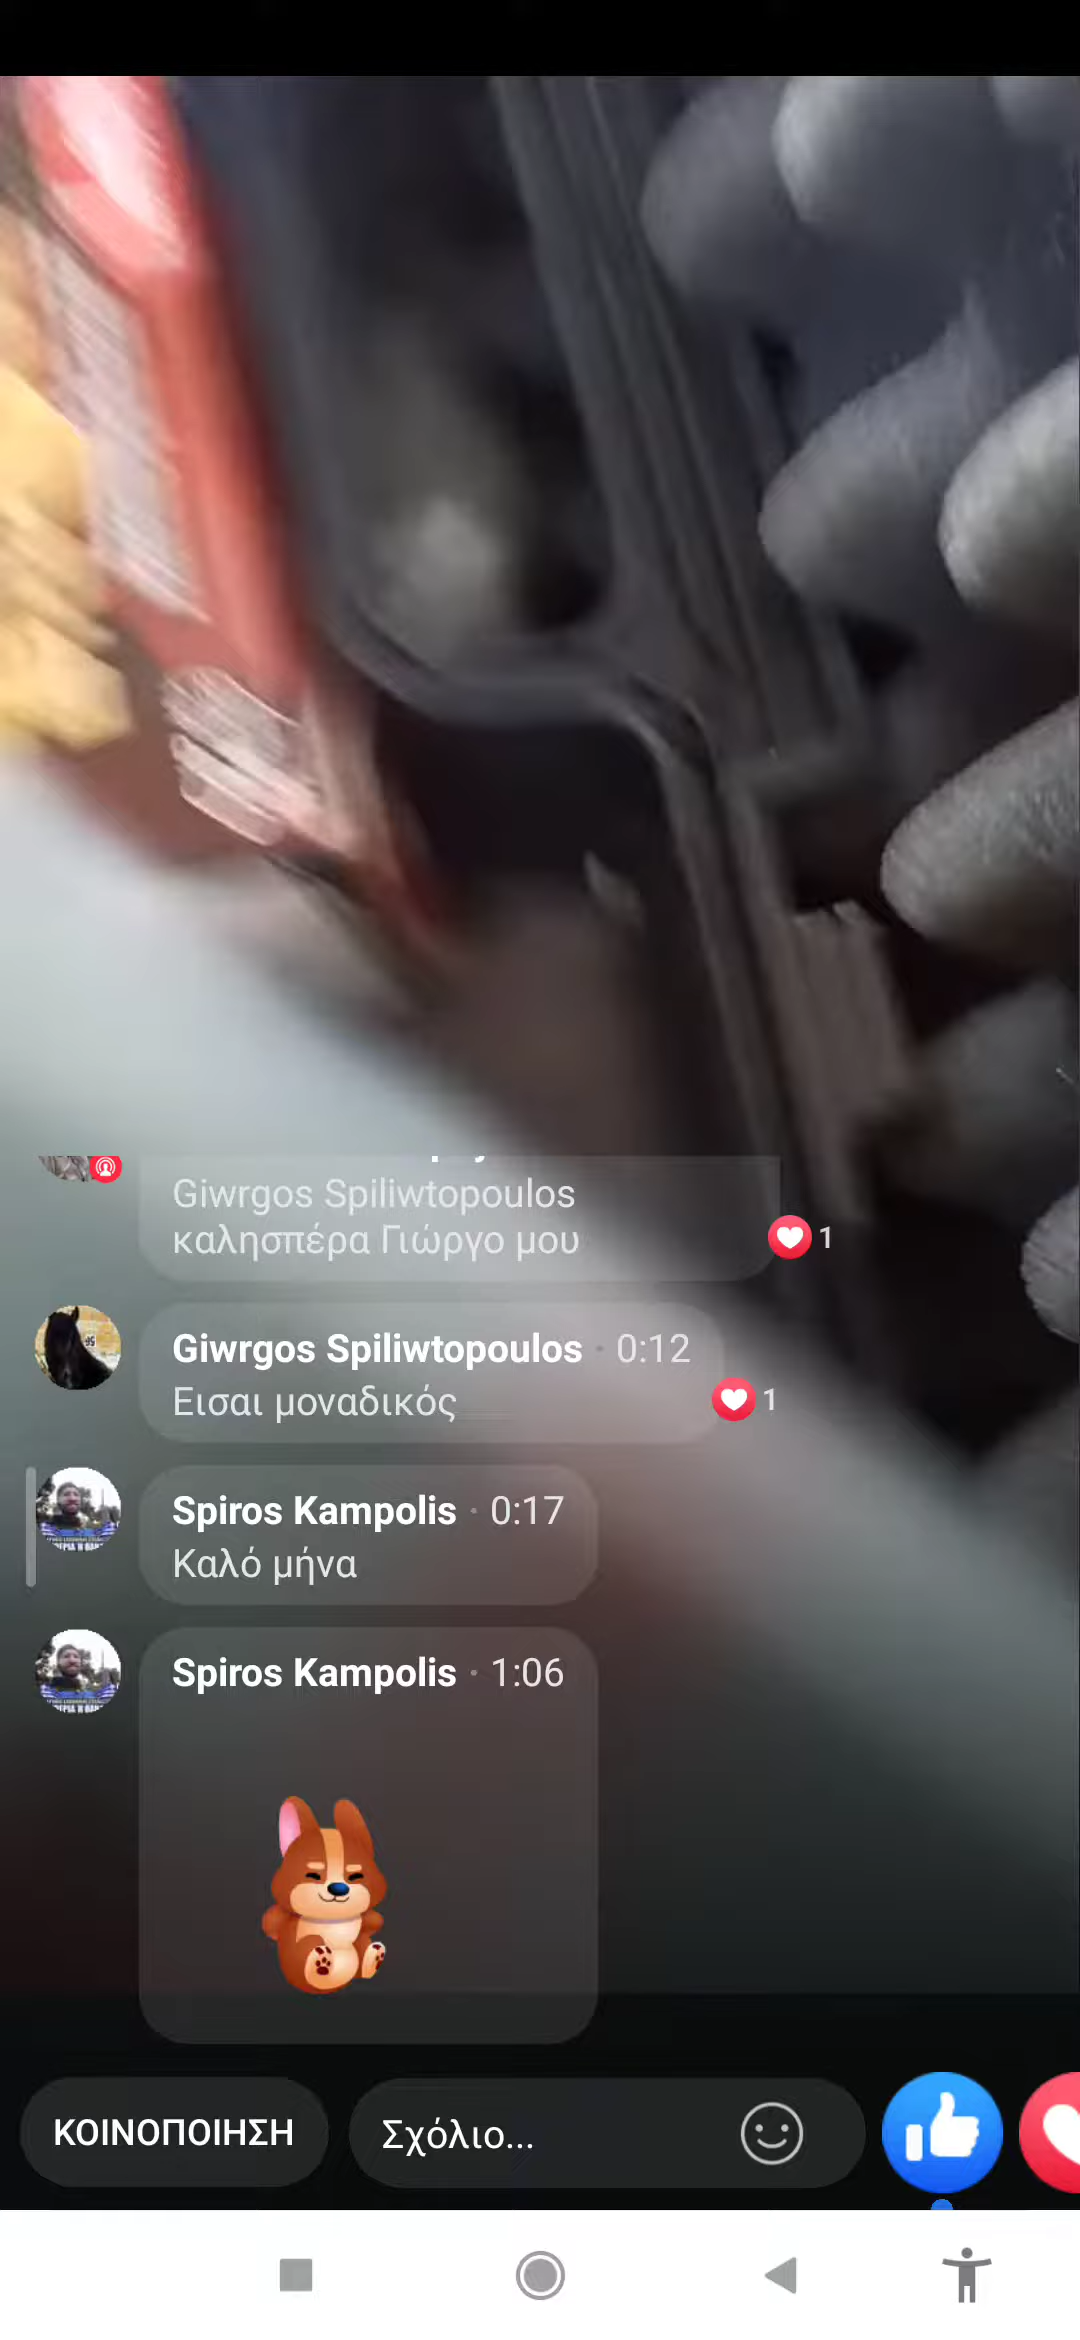 Giwrgos Spiliwtopoulos
καλησπέρα Γιώργο μου
1
Giwrgos Spiliwtopoulos · 0:12
Εισαι μοναδικός
1
Spiros Kampolis · 0:17
Καλό μήνα
Spiros Kampolis · 1:06
ΚΟΙΝΟΠΟΙΗΣΗ
Σχόλιο...